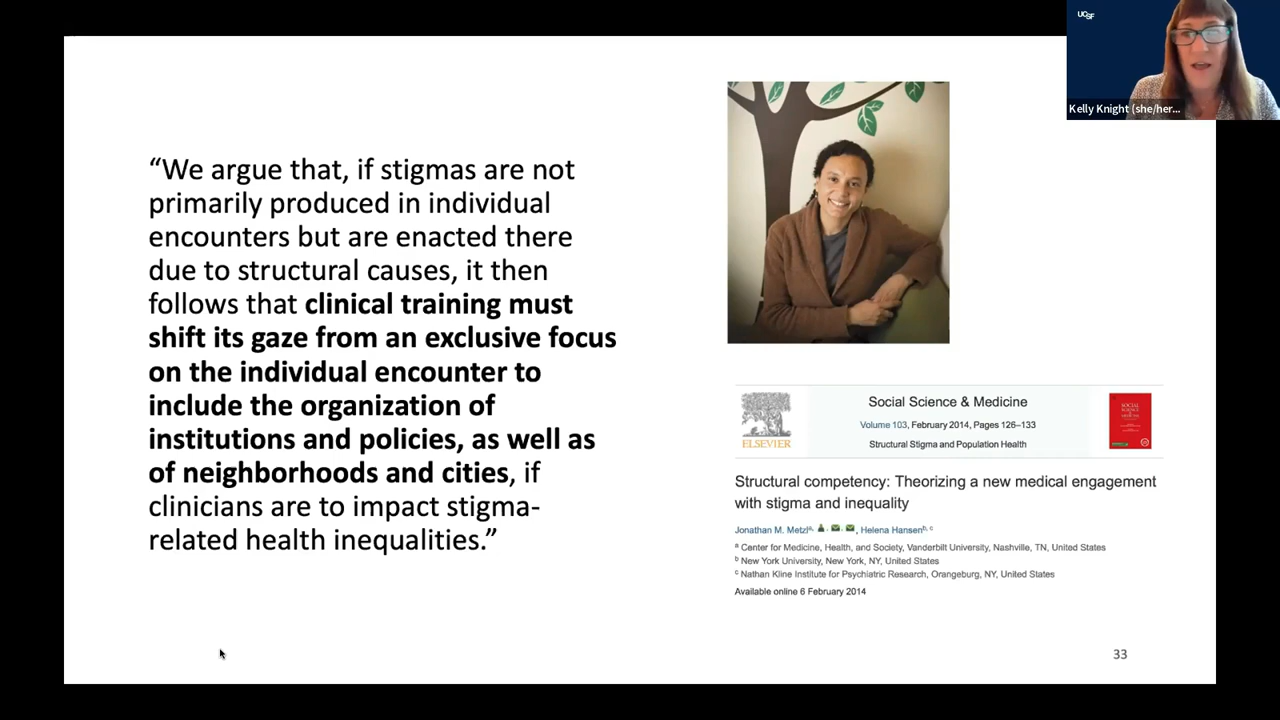 UCSF
Kelly Knight (she/her...
“We argue that, if stigmas are not
primarily produced in individual
encounters but are enacted there
due to structural causes, it then
follows that clinical training must
shift its gaze from an exclusive focus
on the individual encounter to
include the organization of
institutions and policies, as well as
of neighborhoods and cities, if
clinicians are to impact stigma-
related health inequalities.”
ELSEVIER
Social Science & Medicine
Volume 103, February 2014, Pages 126–133
Structural Stigma and Population Health
SOCIAL
SCIENCE
& MEDICINE
Structural competency: Theorizing a new medical engagement
with stigma and inequality
Jonathan M. Metzl a, , Helena Hansen b, c
a Center for Medicine, Health, and Society, Vanderbilt University, Nashville, TN, United States
b New York University, New York, NY, United States
c Nathan Kline Institute for Psychiatric Research, Orangeburg, NY, United States
Available online 6 February 2014
33